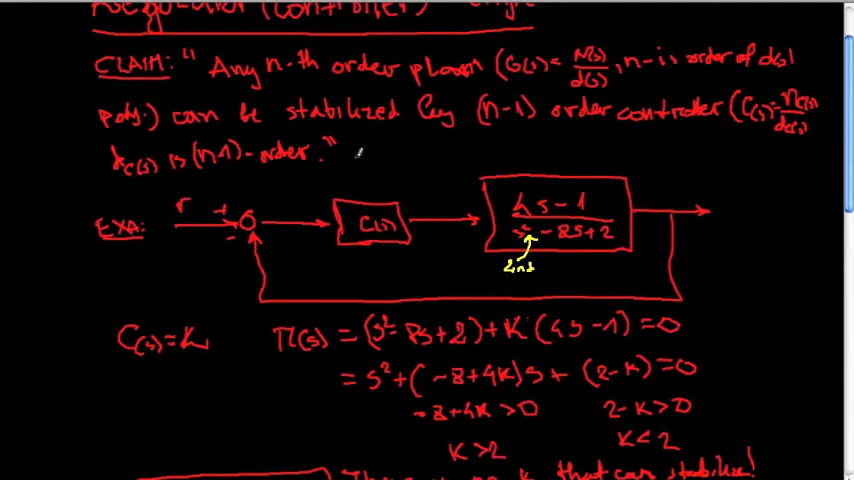 Regulator (Controller)
CLAIM: " Any n-th order plant (G(s) = N(s)/d(s), n - is order of d(s)
poly.) can be stabilized by (n-1) order controller (C(s) = nc(s)/dc(s)
dc(s) is (n-1) - order."
EXA: r + - C(s) 4s-1 / s² - 8s+2
2nd
C(s) = K π(s) = (s² - 8s + 2) + K (4s - 1) = 0
= s² + (-8+4K)s + (2-K) = 0
-8+4K > 0 2-K > 0
K > 2 K < 2
that can stabilize!